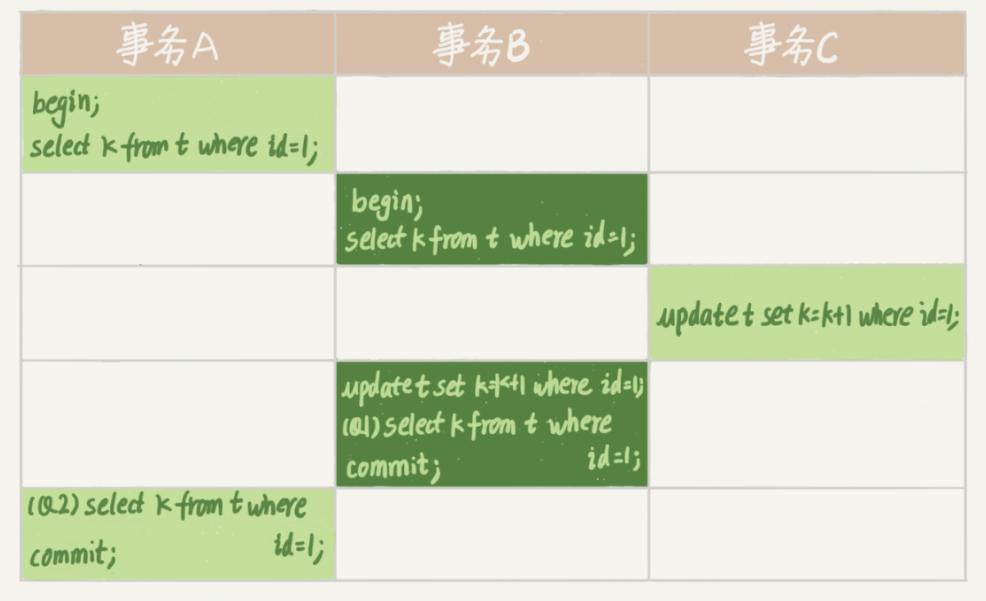 事务A 事务B 事务C
begin;
select k from t where id=1;
begin;
select k from t where id=1;
update t set k=k+1 where id=1;
update t set k=k+1 where id=1;
(Q1) select k from t where
id=1;
commit;
(Q2) select k from t where
id=1;
commit;